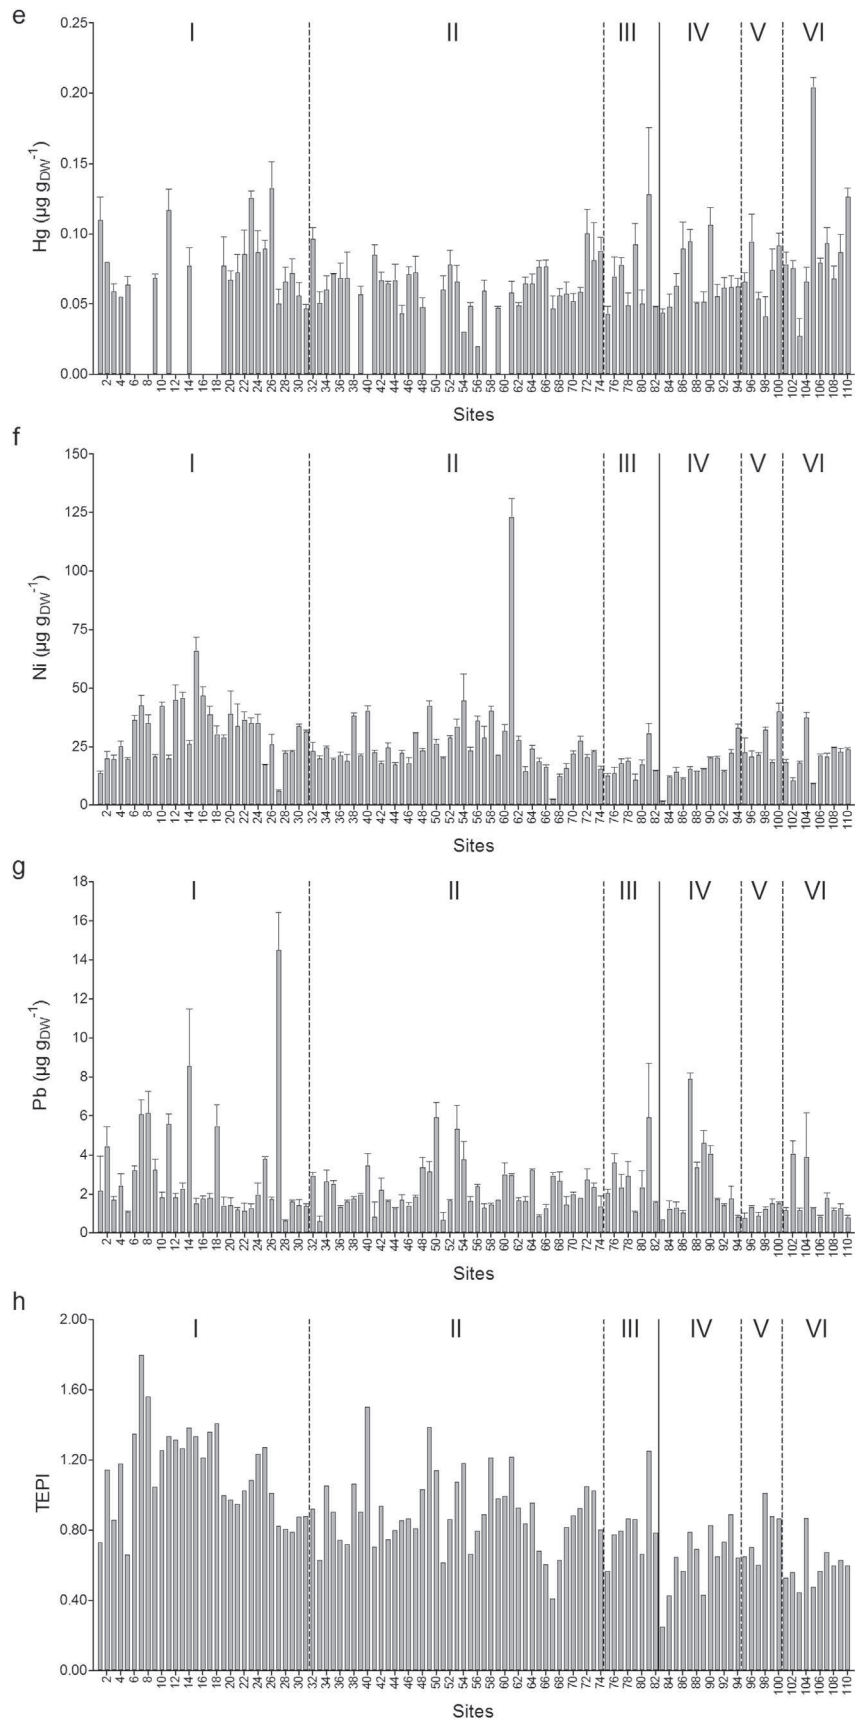 e
I II III IV V VI
Hg (µg gDW-1)
0.25
0.20
0.15
0.10
0.05
0.00
2 4 6 8 10 12 14 16 18 20 22 24 26 28 30 32 34 36 38 40 42 44 46 48 50 52 54 56 58 60 62 64 66 68 70 72 74 76 78 80 82 84 86 88 90 92 94 96 98 100 102 104 106 108 110
Sites
f
I II III IV V VI
Ni (µg gDW-1)
150
125
100
75
50
25
0
2 4 6 8 10 12 14 16 18 20 22 24 26 28 30 32 34 36 38 40 42 44 46 48 50 52 54 56 58 60 62 64 66 68 70 72 74 76 78 80 82 84 86 88 90 92 94 96 98 100 102 104 106 108 110
Sites
g
I II III IV V VI
Pb (µg gDW-1)
18
16
14
12
10
8
6
4
2
0
2 4 6 8 10 12 14 16 18 20 22 24 26 28 30 32 34 36 38 40 42 44 46 48 50 52 54 56 58 60 62 64 66 68 70 72 74 76 78 80 82 84 86 88 90 92 94 96 98 100 102 104 106 108 110
Sites
h
I II III IV V VI
TEPI
2.00
1.60
1.20
0.80
0.40
0.00
2 4 6 8 10 12 14 16 18 20 22 24 26 28 30 32 34 36 38 40 42 44 46 48 50 52 54 56 58 60 62 64 66 68 70 72 74 76 78 80 82 84 86 88 90 92 94 96 98 100 102 104 106 108 110
Sites